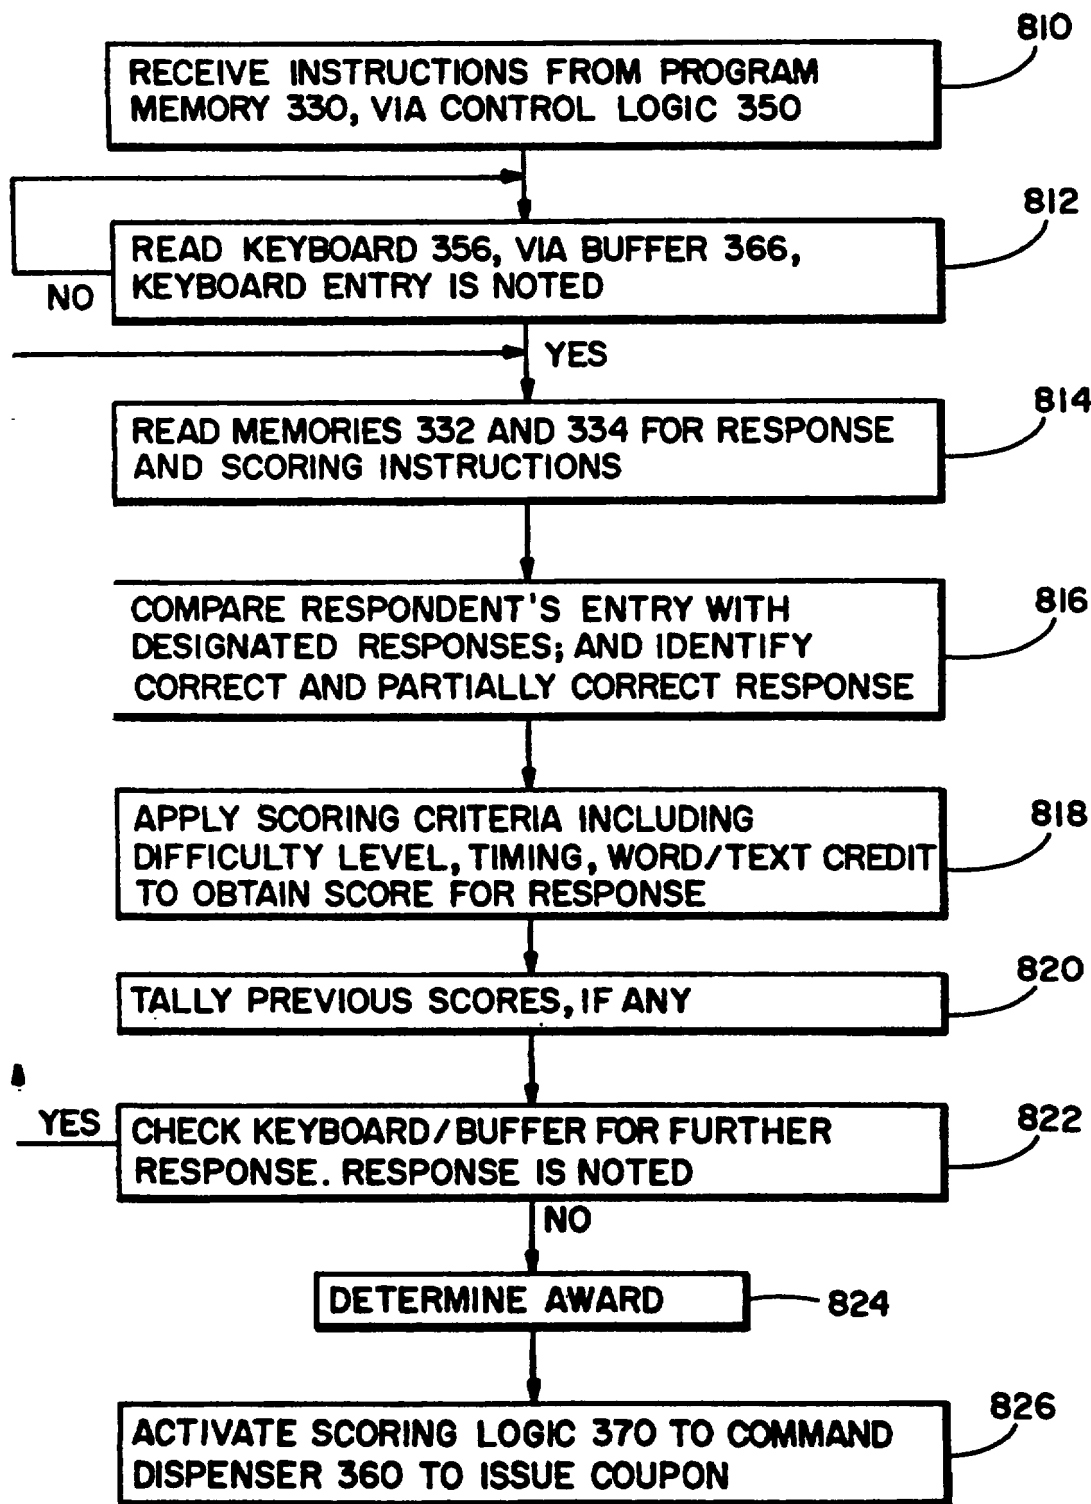 810
RECEIVE INSTRUCTIONS FROM PROGRAM
MEMORY 330, VIA CONTROL LOGIC 350
812
READ KEYBOARD 356, VIA BUFFER 366,
KEYBOARD ENTRY IS NOTED
NO
YES
814
READ MEMORIES 332 AND 334 FOR RESPONSE
AND SCORING INSTRUCTIONS
816
COMPARE RESPONDENT'S ENTRY WITH
DESIGNATED RESPONSES; AND IDENTIFY
CORRECT AND PARTIALLY CORRECT RESPONSE
818
APPLY SCORING CRITERIA INCLUDING
DIFFICULTY LEVEL, TIMING, WORD/TEXT CREDIT
TO OBTAIN SCORE FOR RESPONSE
820
TALLY PREVIOUS SCORES, IF ANY
YES
822
CHECK KEYBOARD/BUFFER FOR FURTHER
RESPONSE. RESPONSE IS NOTED
NO
DETERMINE AWARD
824
826
ACTIVATE SCORING LOGIC 370 TO COMMAND
DISPENSER 360 TO ISSUE COUPON